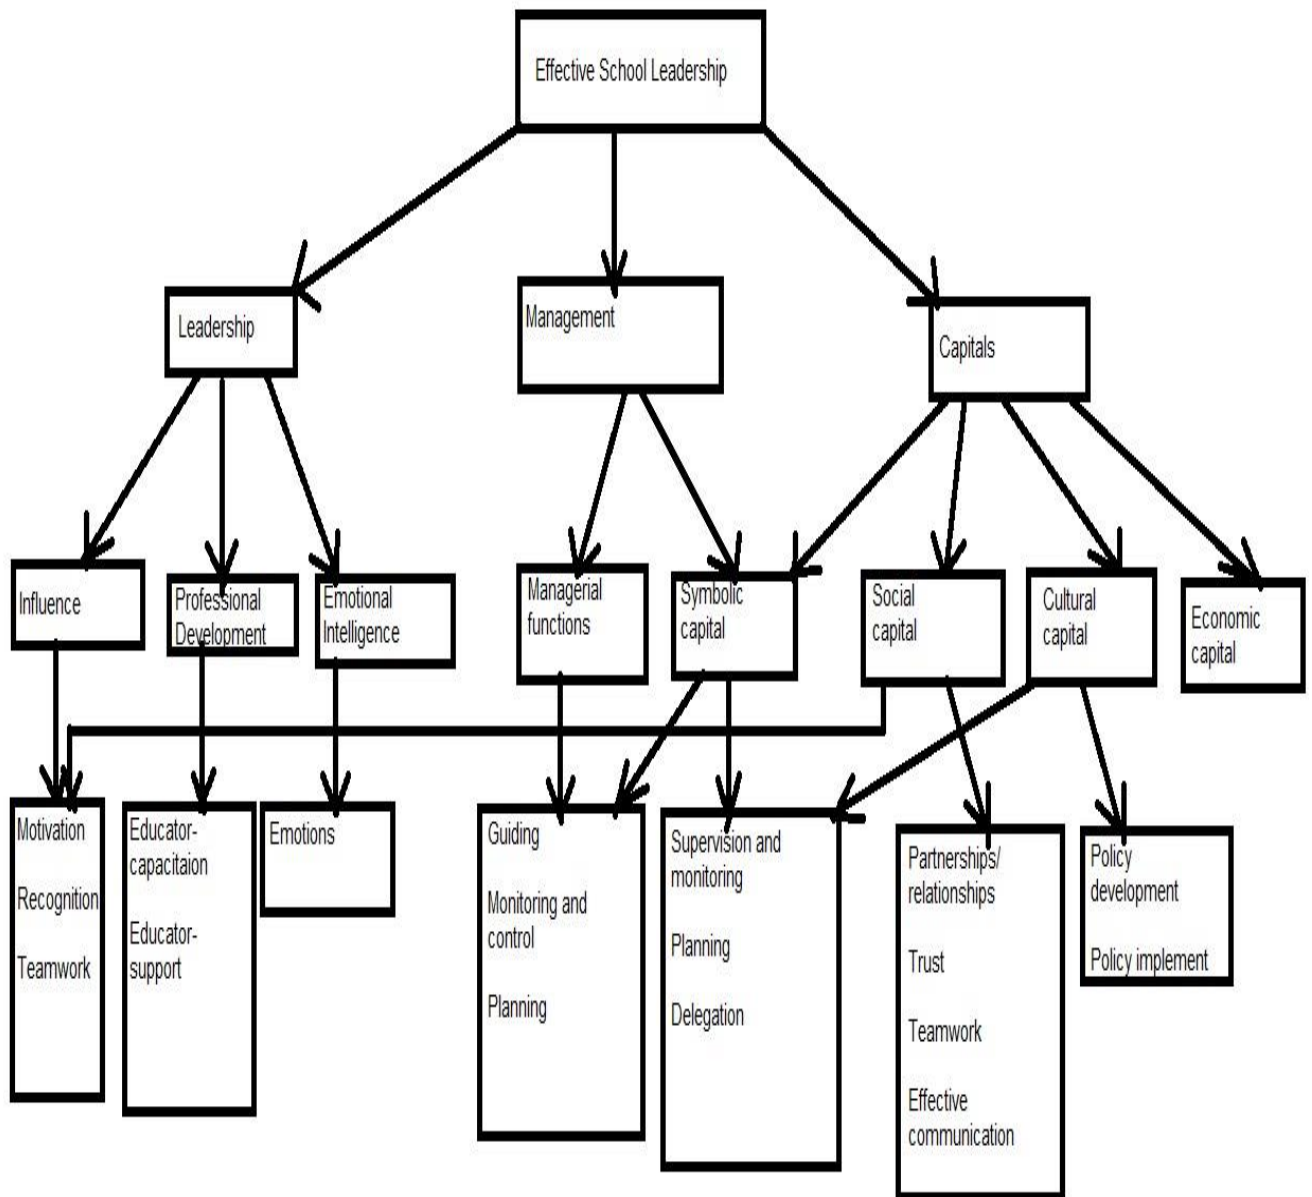 Effective School Leadership
Leadership
Management
Capitals
Influence
Professional
Development
Emotional
Intelligence
Managerial
functions
Symbolic
capital
Social
capital
Cultural
capital
Economic
capital
Motivation
Recognition
Teamwork
Educator-
capacitaion
Educator-
support
Emotions
Guiding
Monitoring and
control
Planning
Supervision and
monitoring
Planning
Delegation
Partnerships/
relationships
Trust
Teamwork
Effective
communication
Policy
development
Policy implement